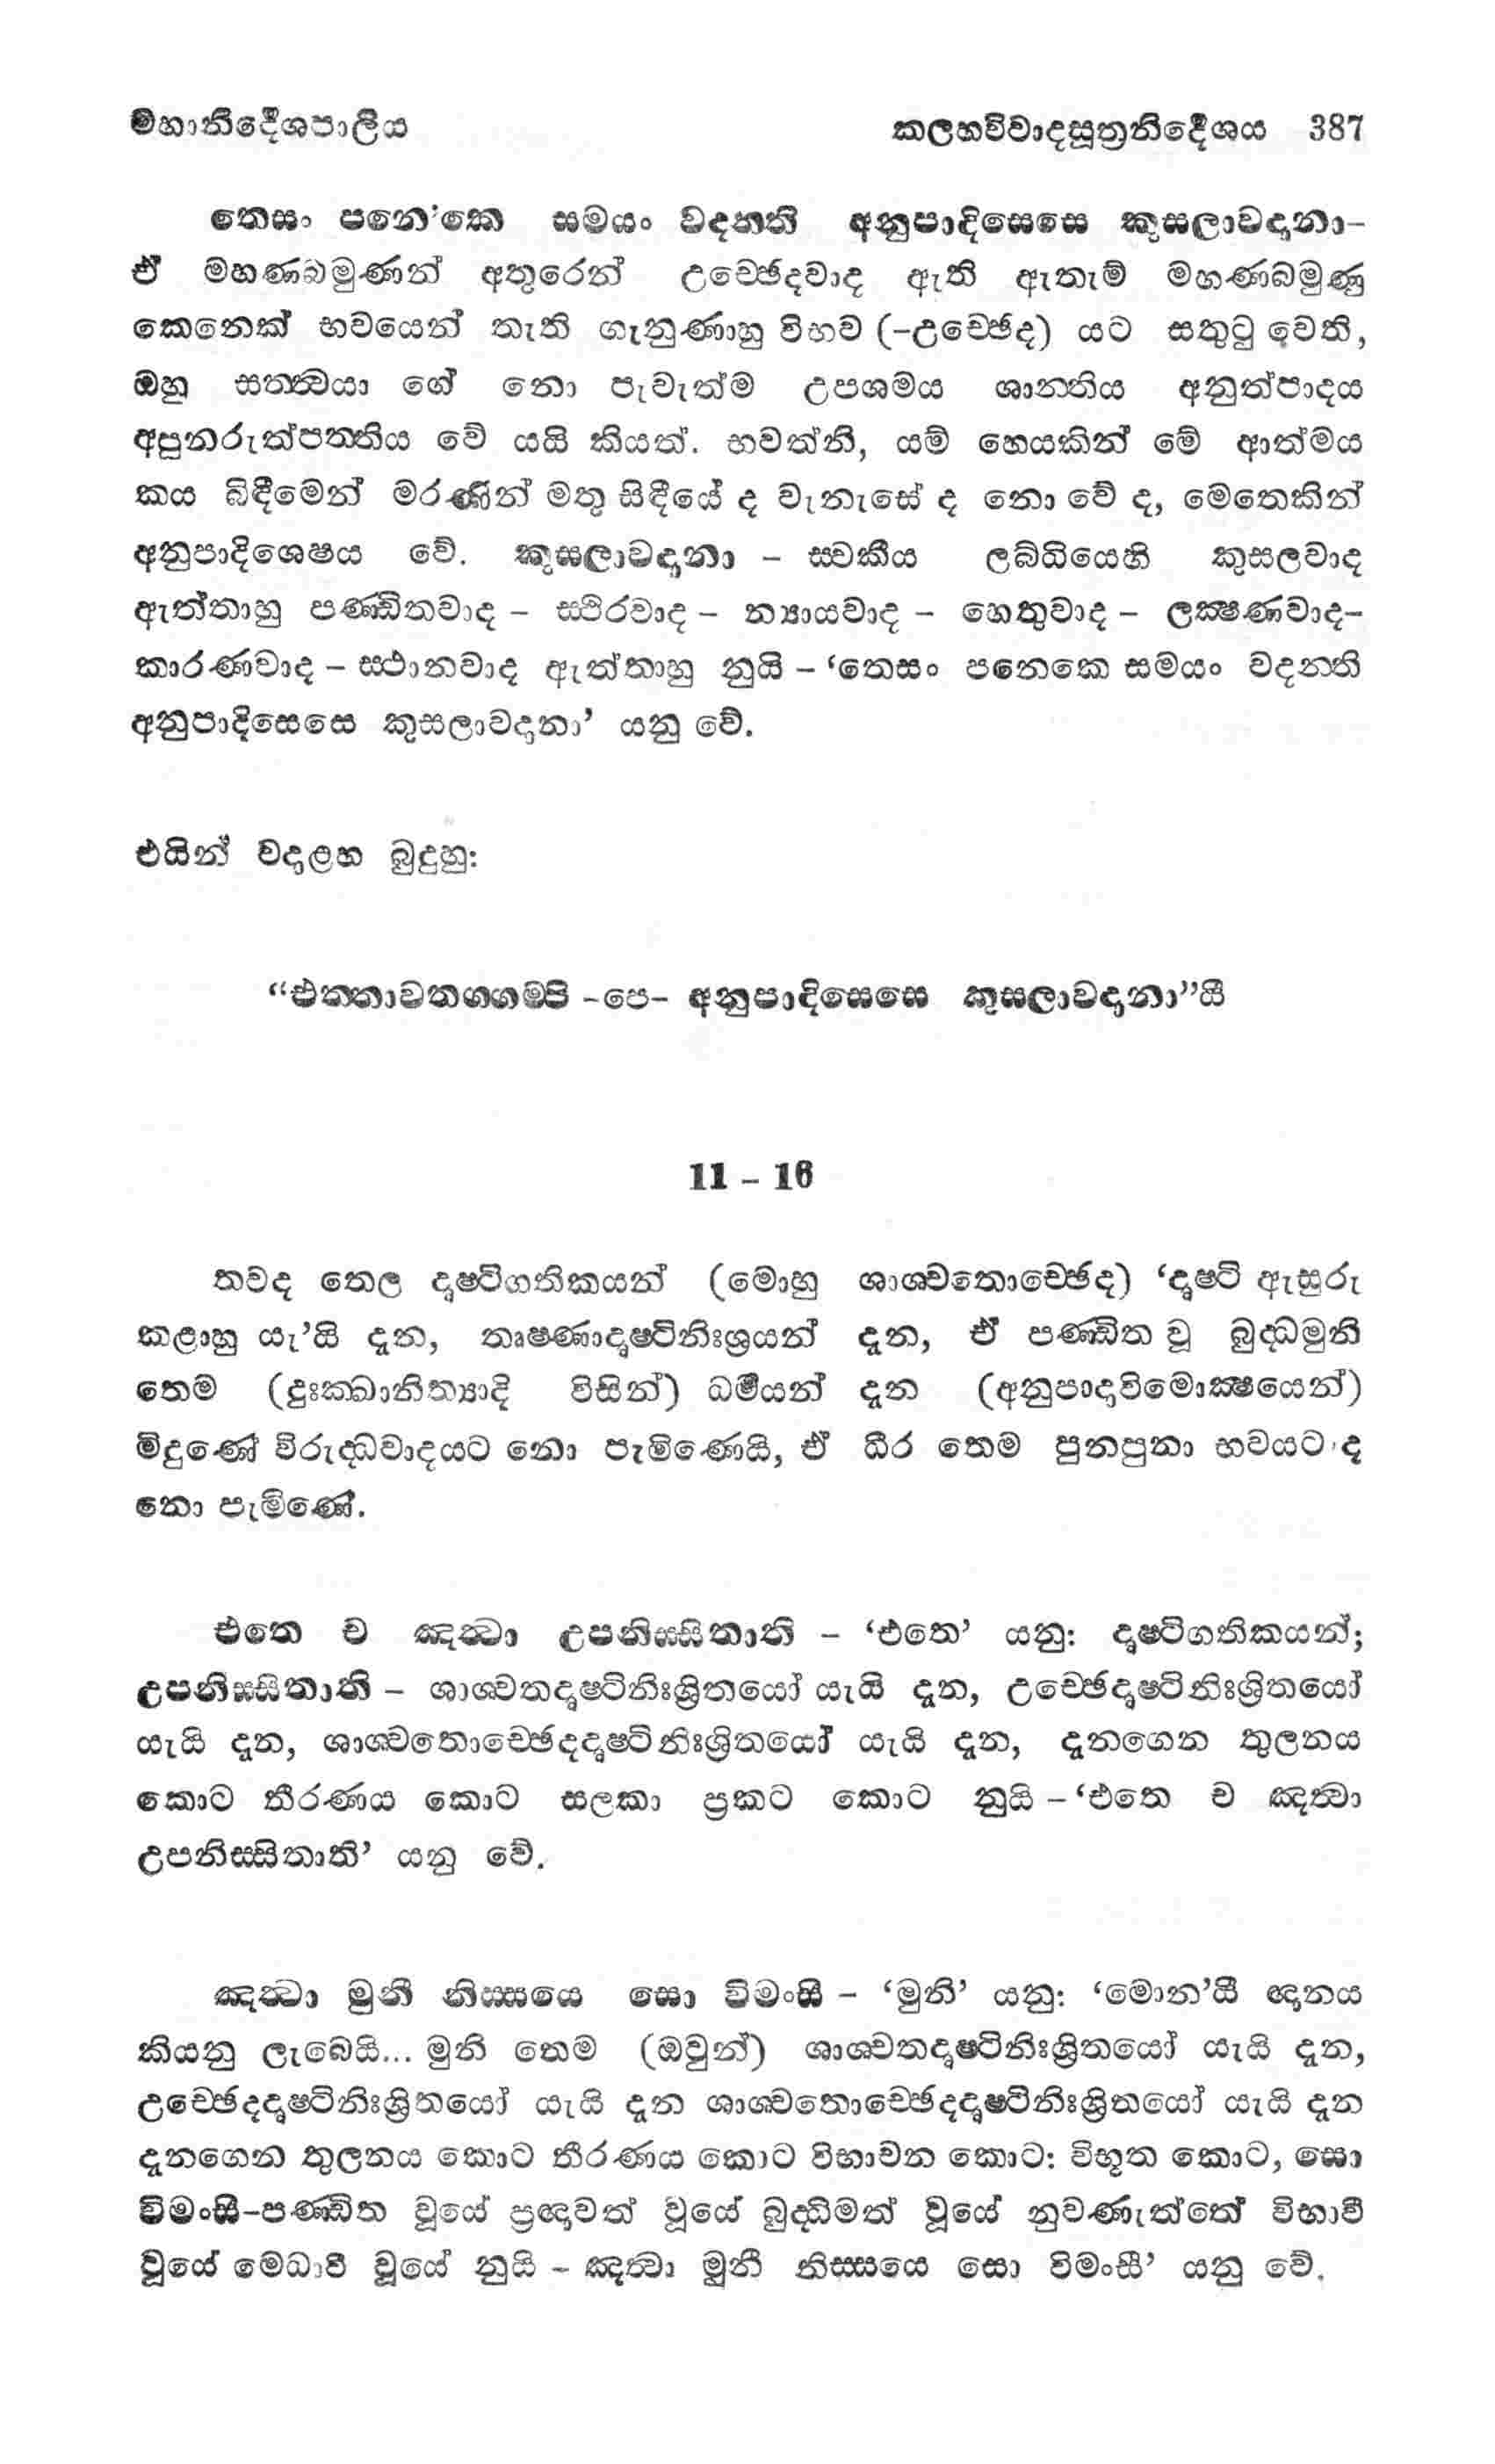 මහානිද්දේශපාලිය කලහවිවාදසූත්‍රනිර්දේශය 387
තෙසං පනෙ’කෙ සමයං වදන්ති අනුපාදිසෙසෙ කුසලාවදානා–
ඒ මහණබමුණන් අතුරෙන් උච්ඡේදවාද ඇති ඇතැම් මහණබමුණු
කෙනෙක් භවයෙන් තැති ගැනුණාහු විභව (–උච්ඡේද) යට සතුටු වෙති,
ඔහු සත්ත්වයා ගේ නො පැවැත්ම උපශමය ශාන්තිය අනුත්පාදය
අපුනරුත්පත්තිය වේ යයි කියත්. භවත්නි, යම් හෙයකින් මේ ආත්මය
කය බිඳීමෙන් මරණින් මතු සිඳීයේ ද වැනැසේ ද නො වේ ද, මෙතෙකින්
අනුපාදිශෙෂය වේ. කුසලාවදානා – ස්වකීය ලබ්ධියෙහි කුසලවාද
ඇත්තාහු පණ්ඩිතවාද – ස්ථිරවාද – න්‍යායවාද – හෙතුවාද – ලක්‍ෂණවාද–
කාරණවාද – ස්ථානවාද ඇත්තාහු නුයි – ‘තෙසං පනෙකෙ සමයං වදන්ති
අනුපාදිසෙසෙ කුසලාවදානා’ යනු වේ.
එයින් වදාළහ බුදුහු:
“එත්තාවතග්ගම්පි –පෙ– අනුපාදිසෙසෙ කුසලාවදානා”යී
11 – 16
තවද තෙල දෘෂ්ටිගතිකයන් (මොහු ශාශ්වතොච්ඡේද) ‘දෘෂ්ටි ඇසුරු
කළාහු යැ’යි දැන, තෘෂ්ණාදෘෂ්ටිනිඃශ්‍රයන් දැන, ඒ පණ්ඩිත වූ බුද්ධමුනි
තෙම (දුඃක්ඛානිත්‍යාදි විසින්) ධර්මයන් දැන (අනුපාදාවිමොක්‍ෂයෙන්)
මිදුණේ විරුද්ධවාදයට නො පැමිණෙයි, ඒ ධීර තෙම පුනපුනා භවයට ද
නො පැමිණේ.
එතෙ ච ඤත්වා උපනිස්සිතාති – ‘එතෙ’ යනු: දෘෂ්ටිගතිකයන්;
උපනිස්සිතාති – ශාශ්වතදෘෂ්ටිනිඃශ්‍රිතයෝ යැයි දැන, උච්ඡේදෘෂ්ටිනිඃශ්‍රිතයෝ
යැයි දැන, ශාශ්වතොච්ඡේදදෘෂ්ටිනිඃශ්‍රිතයෝ යැයි දැන, දැනගෙන තුලනය
කොට තීරණය කොට සලකා ප්‍රකට කොට නුයි – ‘එතෙ ච ඤත්වා
උපනිස්සිතාති’ යනු වේ.
ඤත්වා මුනී නිස්සයෙ සො විමංසී – ‘මුනි’ යනු: ‘මොන’යී ඥානය
කියනු ලැබෙයි... මුනි තෙම (ඔවුන්) ශාශ්වතදෘෂ්ටිනිඃශ්‍රිතයෝ යැයි දැන,
උච්ඡේදදෘෂ්ටිනිඃශ්‍රිතයෝ යැයි දැන ශාශ්වතොච්ඡේදදෘෂ්ටිනිඃශ්‍රිතයෝ යැයි දැන
දැනගෙන තුලනය කොට තීරණය කොට විභාවන කොට: විභූත කොට, සො
විමංසී–පණ්ඩිත වූයේ ප්‍රඥාවත් වූයේ බුද්ධිමත් වූයේ නුවණැත්තේ විභාවී
වූයේ මෙධාවී වූයේ නුයි – ඤත්වා මුනී නිස්සයෙ සො විමංසී’ යනු වේ.